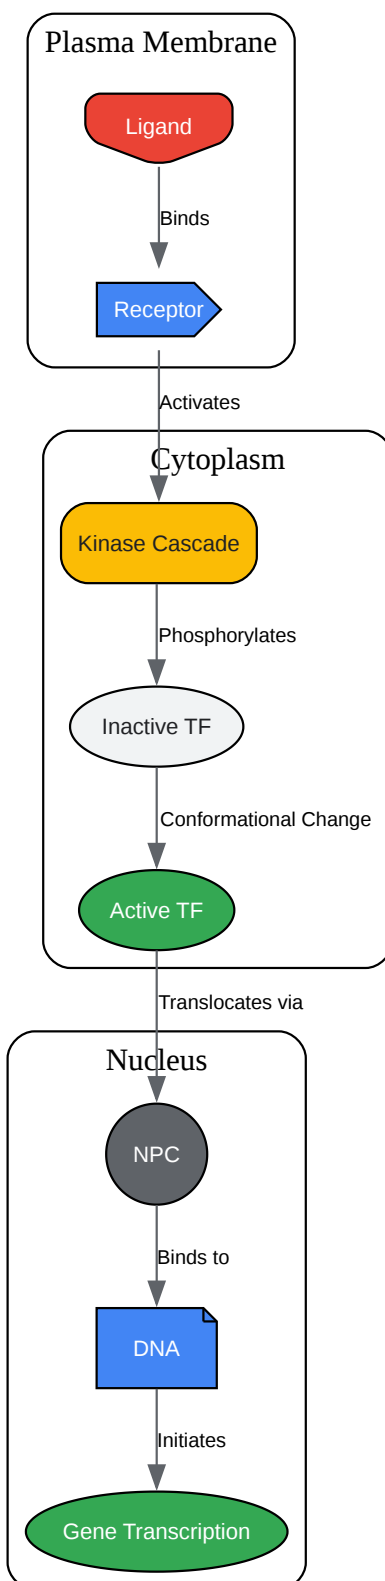 Plasma Membrane
Ligand
Binds
Receptor
Activates
Cytoplasm
Kinase Cascade
Phosphorylates
Inactive TF
Conformational Change
Active TF
Translocates via
Nucleus
NPC
Binds to
DNA
Initiates
Gene Transcription